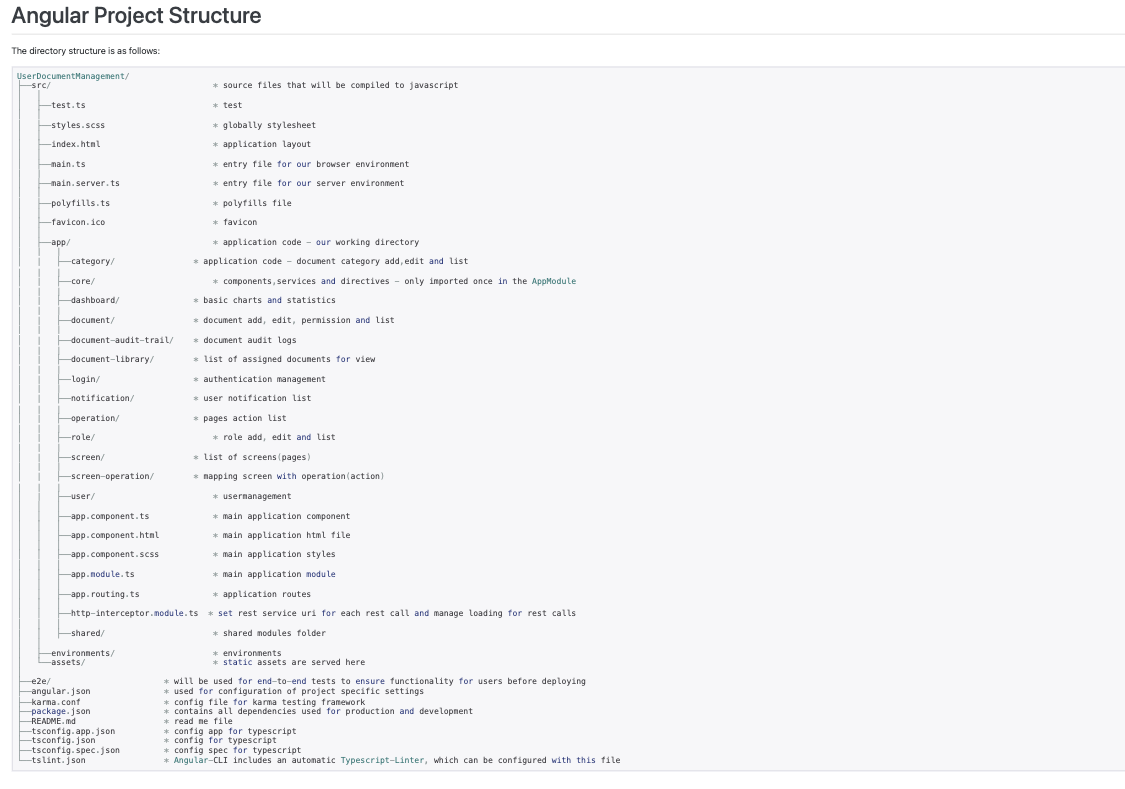 Angular Project Structure
The directory structure is as follows:
UserDocumentManagement/
├──src/ * source files that will be compiled to javascript
│ ├──test.ts * test
│ ├──styles.scss * globally stylesheet
│ ├──index.html * application layout
│ ├──main.ts * entry file for our browser environment
│ ├──main.server.ts * entry file for our server environment
│ ├──polyfills.ts * polyfills file
│ ├──favicon.ico * favicon
│ ├──app/ * application code - our working directory
│ │ ├──category/ * application code - document category add,edit and list
│ │ ├──core/ * components,services and directives - only imported once in the AppModule
│ │ ├──dashboard/ * basic charts and statistics
│ │ ├──document/ * document add, edit, permission and list
│ │ ├──document-audit-trail/ * document audit logs
│ │ ├──document-library/ * list of assigned documents for view
│ │ ├──login/ * authentication management
│ │ ├──notification/ * user notification list
│ │ ├──operation/ * pages action list
│ │ ├──role/ * role add, edit and list
│ │ ├──screen/ * list of screens(pages)
│ │ ├──screen-operation/ * mapping screen with operation(action)
│ │ ├──user/ * usermanagement
│ │ ├──app.component.ts * main application component
│ │ ├──app.component.html * main application html file
│ │ ├──app.component.scss * main application styles
│ │ ├──app.module.ts * main application module
│ │ ├──app.routing.ts * application routes
│ │ ├──http-interceptor.module.ts * set rest service uri for each rest call and manage loading for rest calls
│ │ ├──shared/ * shared modules folder
│ ├──environments/ * environments
│ └──assets/ * static assets are served here
├──e2e/ * will be used for end-to-end tests to ensure functionality for users before deploying
├──angular.json * used for configuration of project specific settings
├──karma.conf * config file for karma testing framework
├──package.json * contains all dependencies used for production and development
├──README.md * read me file
├──tsconfig.app.json * config app for typescript
├──tsconfig.json * config for typescript
├──tsconfig.spec.json * config spec for typescript
└──tslint.json * Angular-CLI includes an automatic Typescript-Linter, which can be configured with this file